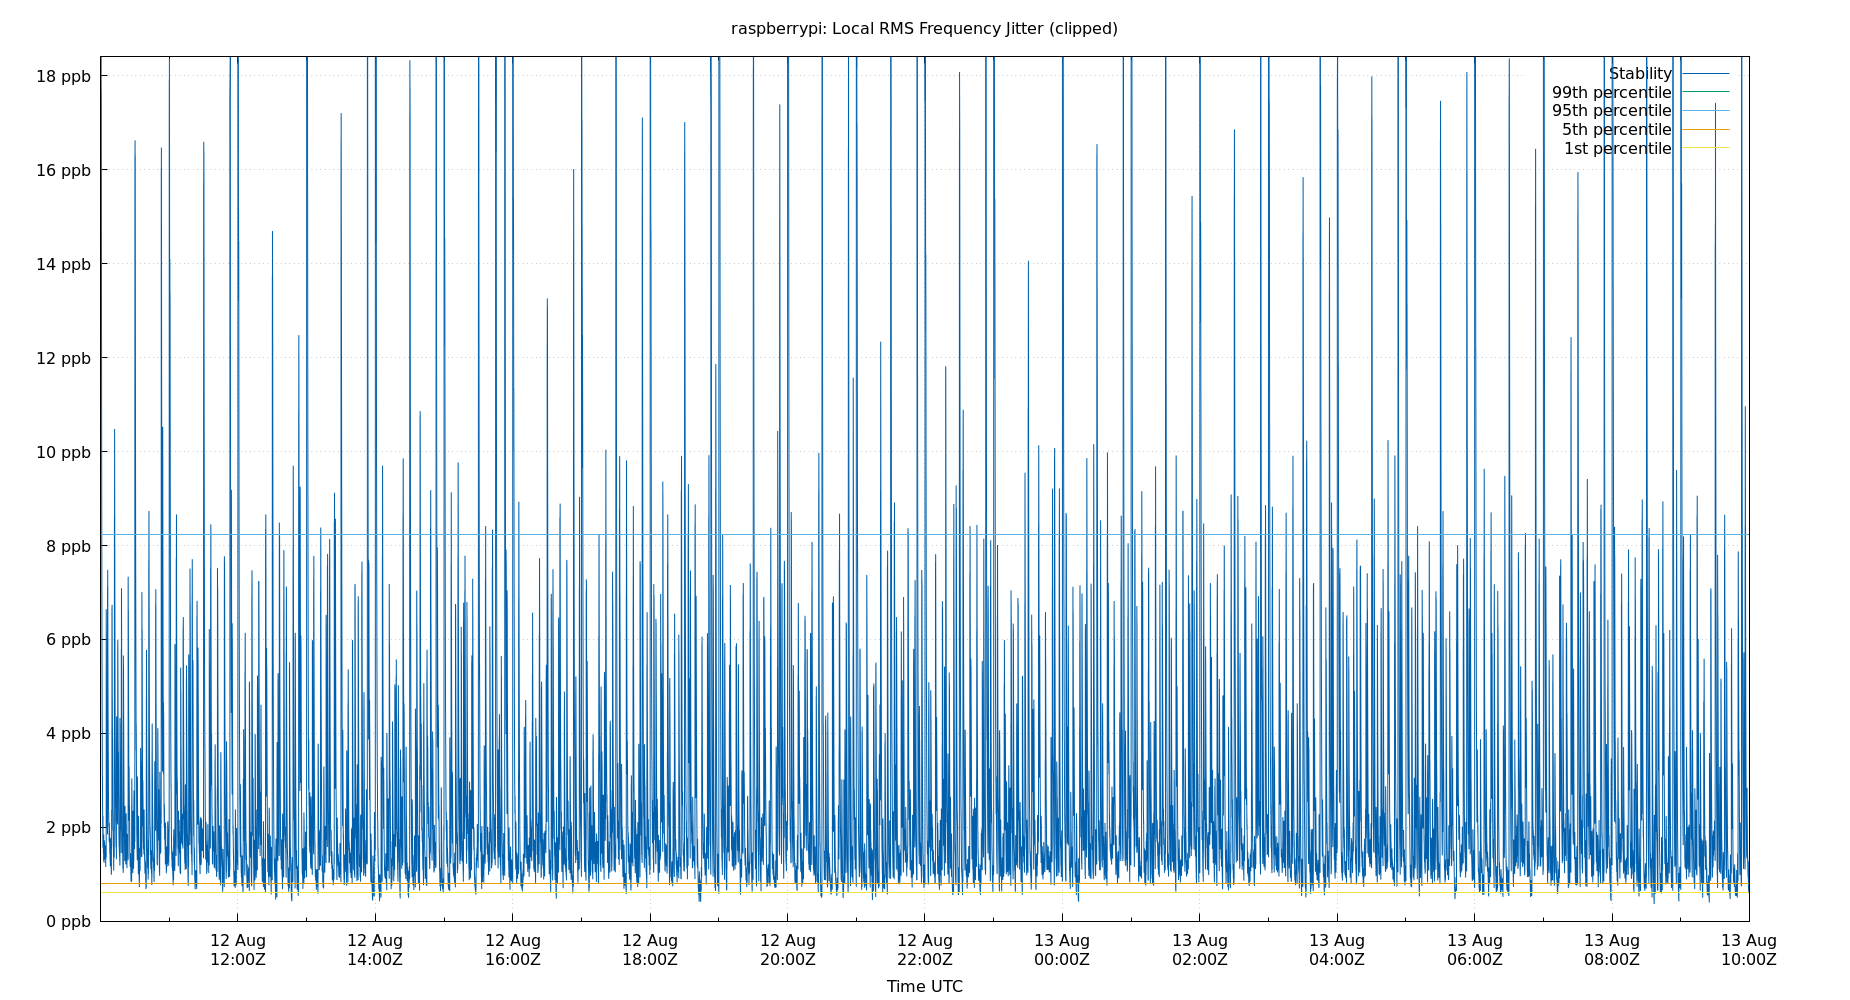 raspberrypi: Local RMS Frequency Jitter (clipped)
18 ppb
16 ppb
14 ppb
12 ppb
10 ppb
8 ppb
6 ppb
4 ppb
2 ppb
0 ppb
Stability
99th percentile
95th percentile
5th percentile
1st percentile
12 Aug 12 Aug 12 Aug 12 Aug 12 Aug 12 Aug 13 Aug 13 Aug 13 Aug 13 Aug 13 Aug 13 Aug
12:00Z 14:00Z 16:00Z 18:00Z 20:00Z 22:00Z 00:00Z 02:00Z 04:00Z 06:00Z 08:00Z 10:00Z
Time UTC